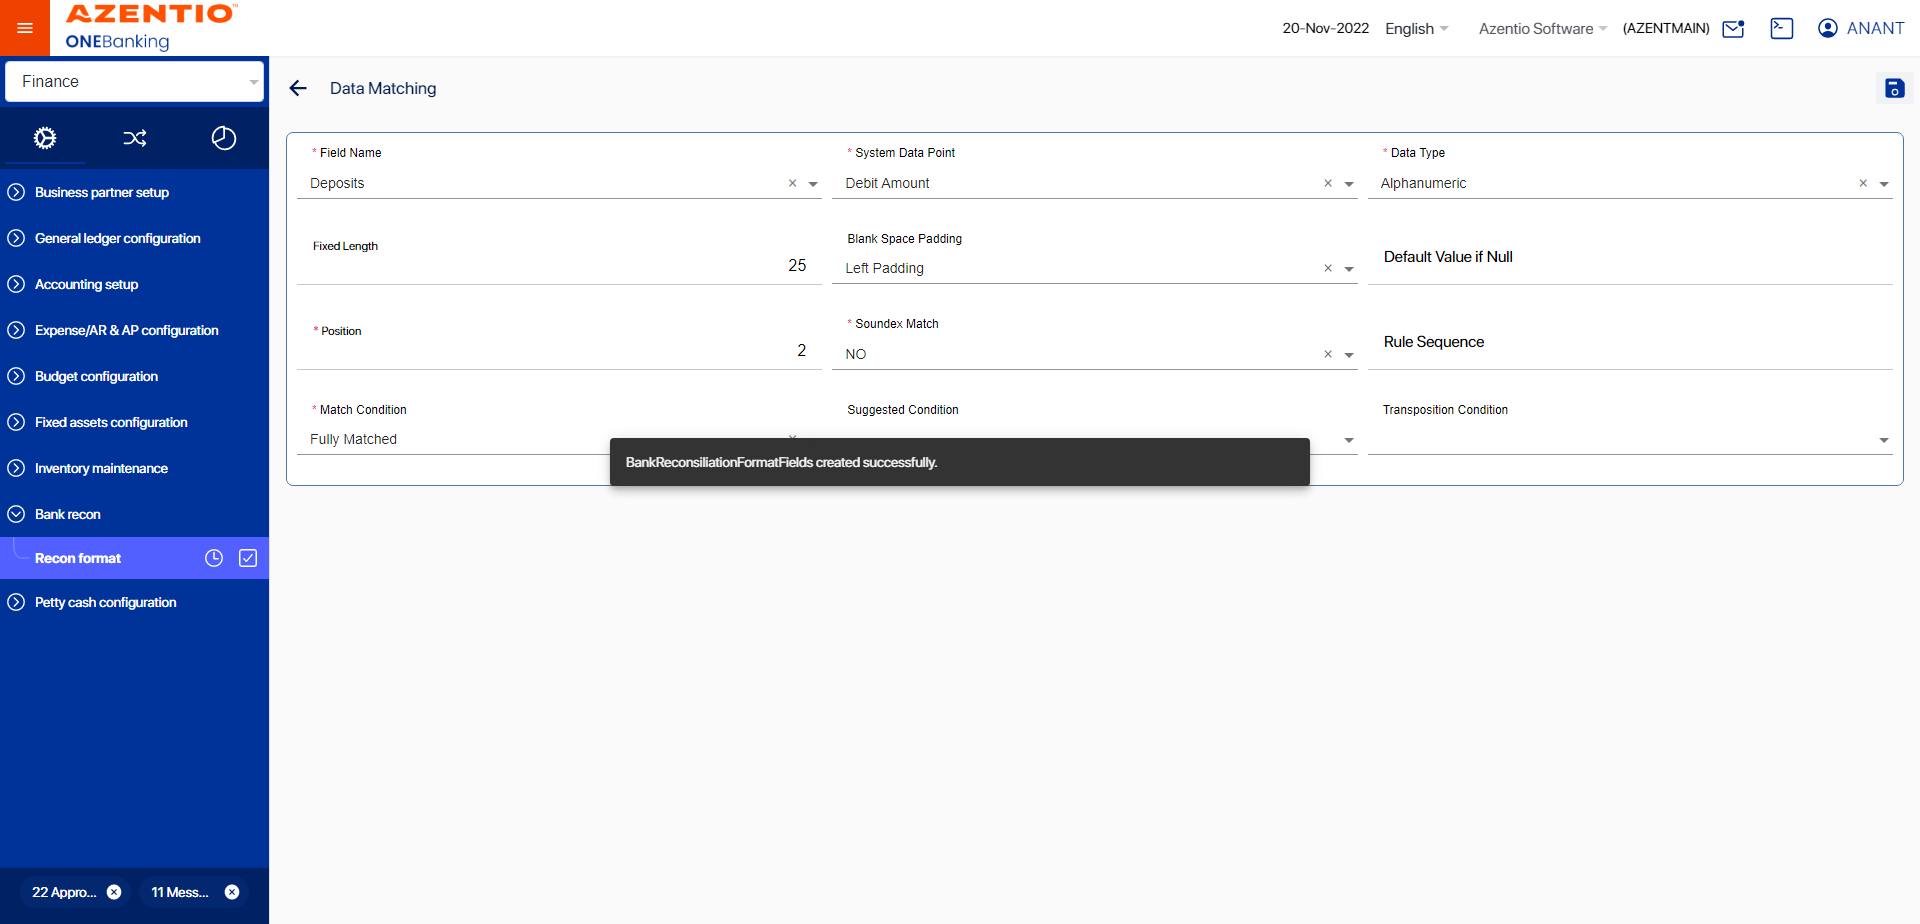 AZENTIO™
ONEBanking
20-Nov-2022 English Azentio Software (AZENTMAIN) ANANT
Finance
Data Matching
Business partner setup
General ledger configuration
Accounting setup
Expense/AR & AP configuration
Budget configuration
Fixed assets configuration
Inventory maintenance
Bank recon
Recon format
Petty cash configuration
22 Appro... 11 Mess...
* Field Name
Deposits
* System Data Point
Debit Amount
* Data Type
Alphanumeric
Fixed Length
25
Blank Space Padding
Left Padding
Default Value if Null
* Position
2
* Soundex Match
NO
Rule Sequence
* Match Condition
Fully Matched
Suggested Condition
Transposition Condition
BankReconsiliationFormatFields created successfully.